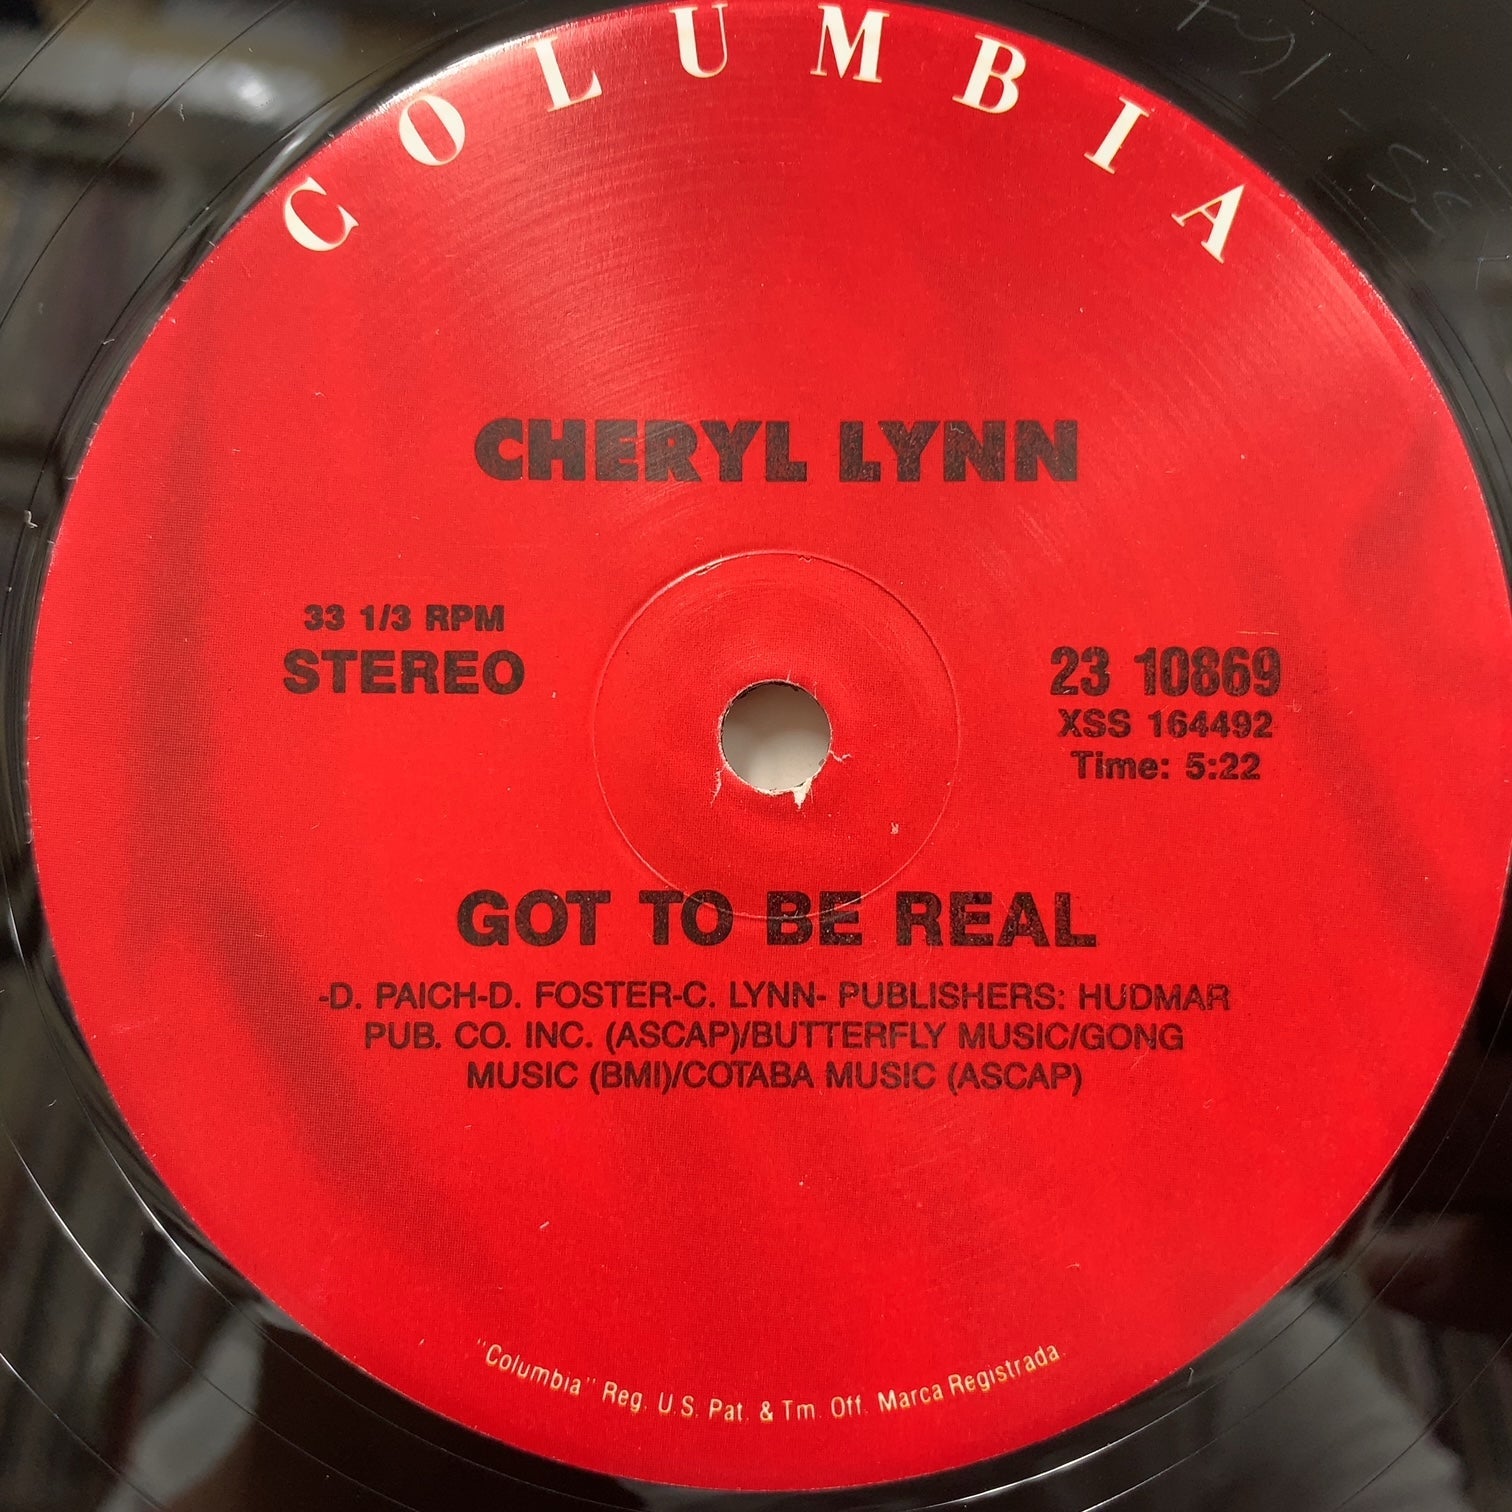 COLUMBIA
CHERYL LYNN
33 1/3 RPM
STEREO
23 10869
XSS 164492
Time: 5:22
GOT TO BE REAL
-D. PAICH-D. FOSTER-C. LYNN- PUBLISHERS: HUDMAR
PUB. CO. INC. (ASCAP)/BUTTERFLY MUSIC/GONG
MUSIC (BMI)/COTABA MUSIC (ASCAP)
"Columbia" Reg. U.S. Pat. & Tm. Off. Marca Registrada.